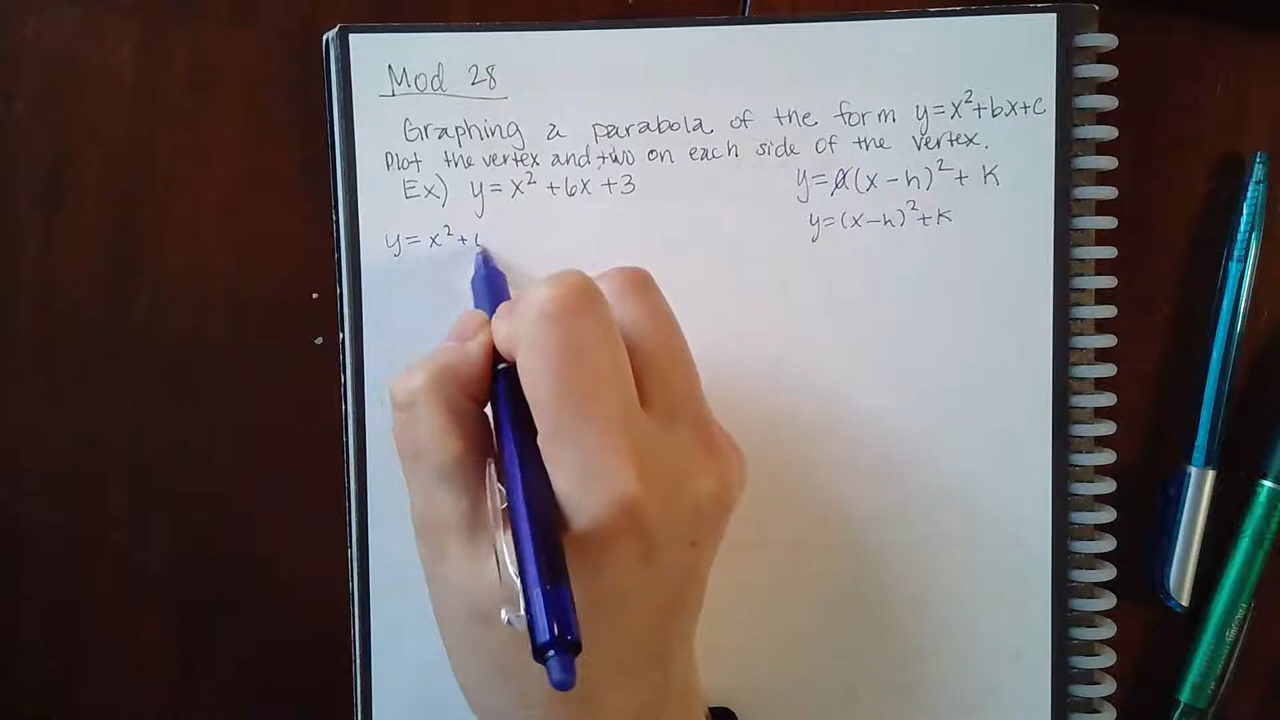 Mod 28
Graphing a parabola of the form y=x²+bx+c
Plot the vertex and two on each side of the vertex.
Ex) y=x²+6x+3
y=a(x-h)²+k
y=(x-h)²+k
y=x²+